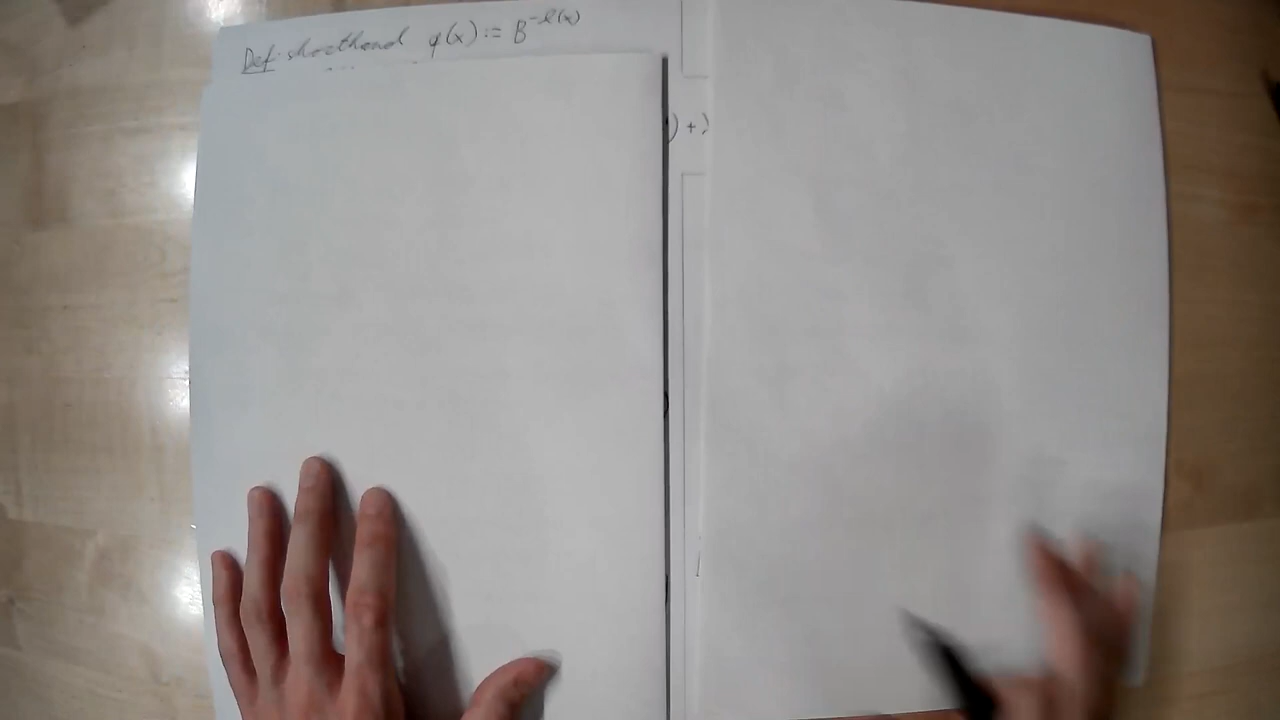 Def: shorthand q(x) := B^{-ℓ(x)}
) + λ